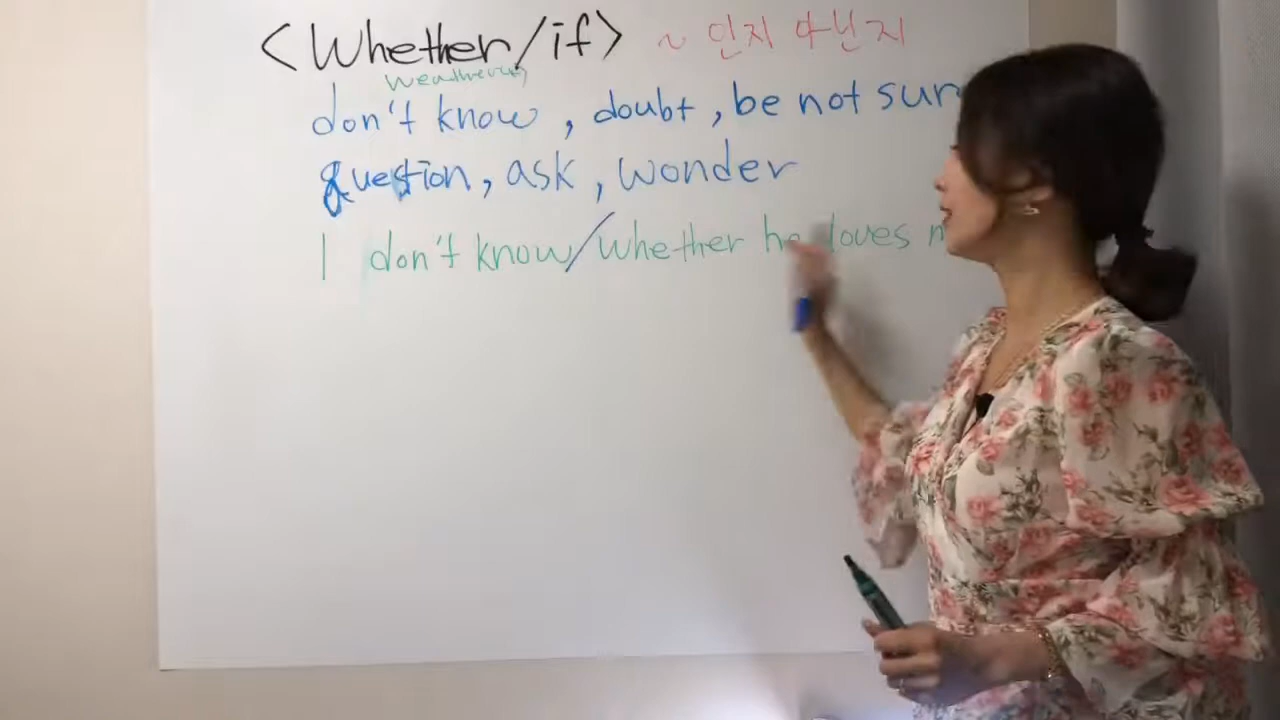 <Whether/if> ~ 인지 아닌지
don't know, doubt, be not sur
question, ask, wonder
I don't know/whether he loves